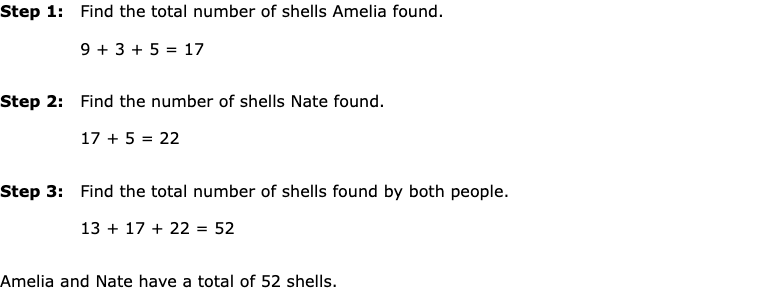 Step 1: Find the total number of shells Amelia found.
9 + 3 + 5 = 17
Step 2: Find the number of shells Nate found.
17 + 5 = 22
Step 3: Find the total number of shells found by both people.
13 + 17 + 22 = 52
Amelia and Nate have a total of 52 shells.